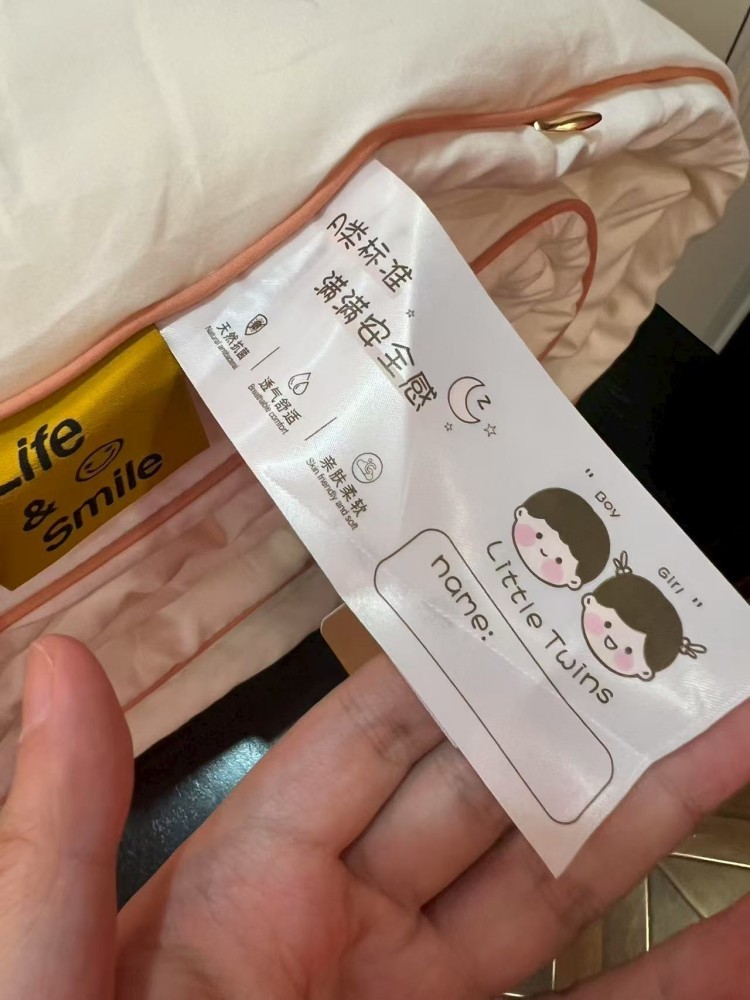 A类标准
满满安全感
天然抗菌
Natural antibacterial
透气舒适
Breathable comfort
亲肤柔软
Skin friendly and soft
"Boy
Girl"
Little Twins
name:
Life
& Smile